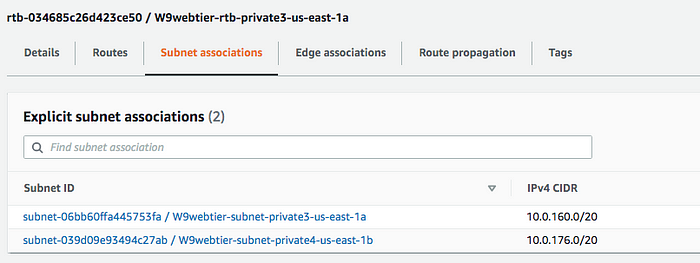 rtb-034685c26d423ce50 / W9webtier-rtb-private3-us-east-1a
Details Routes Subnet associations Edge associations Route propagation Tags
Explicit subnet associations (2)
Find subnet association
Subnet ID IPv4 CIDR
subnet-06bb60ffa445753fa / W9webtier-subnet-private3-us-east-1a 10.0.160.0/20
subnet-039d09e93494c27ab / W9webtier-subnet-private4-us-east-1b 10.0.176.0/20